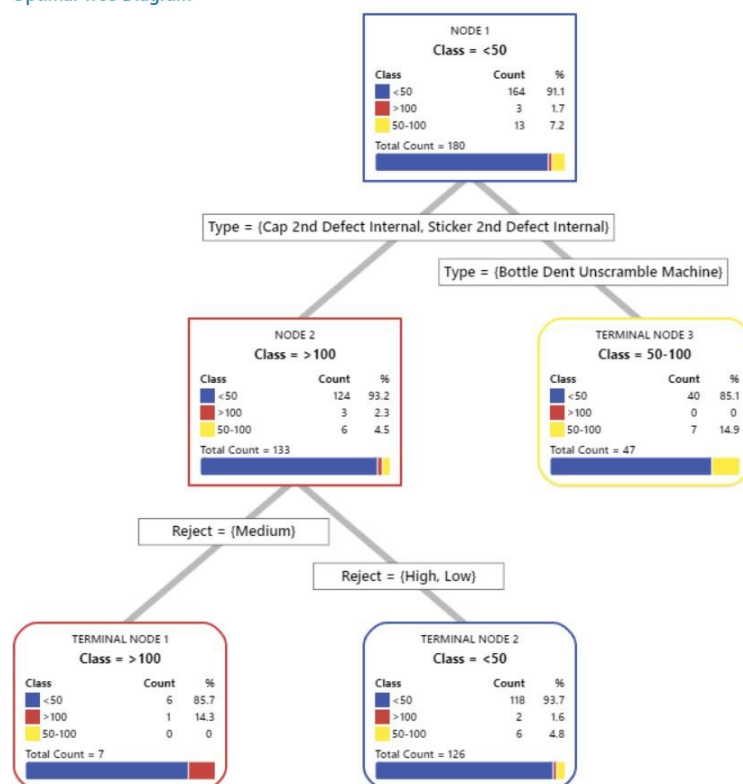 NODE 1
Class = <50
Class Count %
<50 164 91.1
>100 3 1.7
50-100 13 7.2
Total Count = 180
Type = {Cap 2nd Defect Internal, Sticker 2nd Defect Internal}
Type = {Bottle Dent Unscramble Machine}
NODE 2
Class = >100
Class Count %
<50 124 93.2
>100 3 2.3
50-100 6 4.5
Total Count = 133
TERMINAL NODE 3
Class = 50-100
Class Count %
<50 40 85.1
>100 0 0
50-100 7 14.9
Total Count = 47
Reject = {Medium}
Reject = {High, Low}
TERMINAL NODE 1
Class = >100
Class Count %
<50 6 85.7
>100 1 14.3
50-100 0 0
Total Count = 7
TERMINAL NODE 2
Class = <50
Class Count %
<50 118 93.7
>100 2 1.6
50-100 6 4.8
Total Count = 126